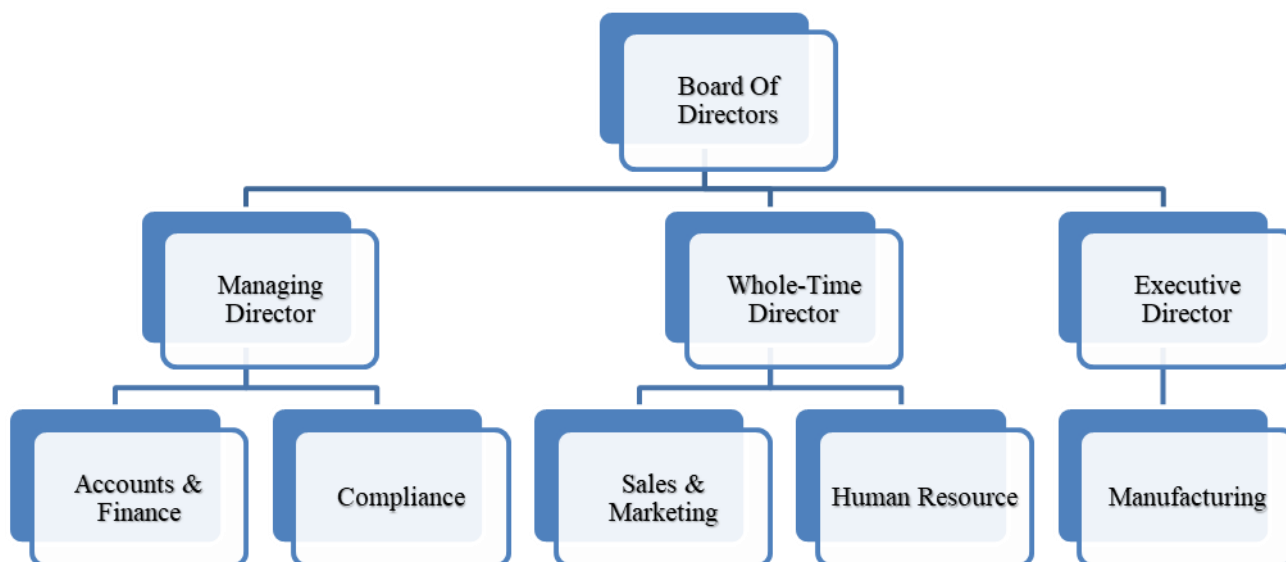 Board Of
Directors
Managing
Director
Whole-Time
Director
Executive
Director
Accounts &
Finance
Compliance
Sales &
Marketing
Human Resource
Manufacturing